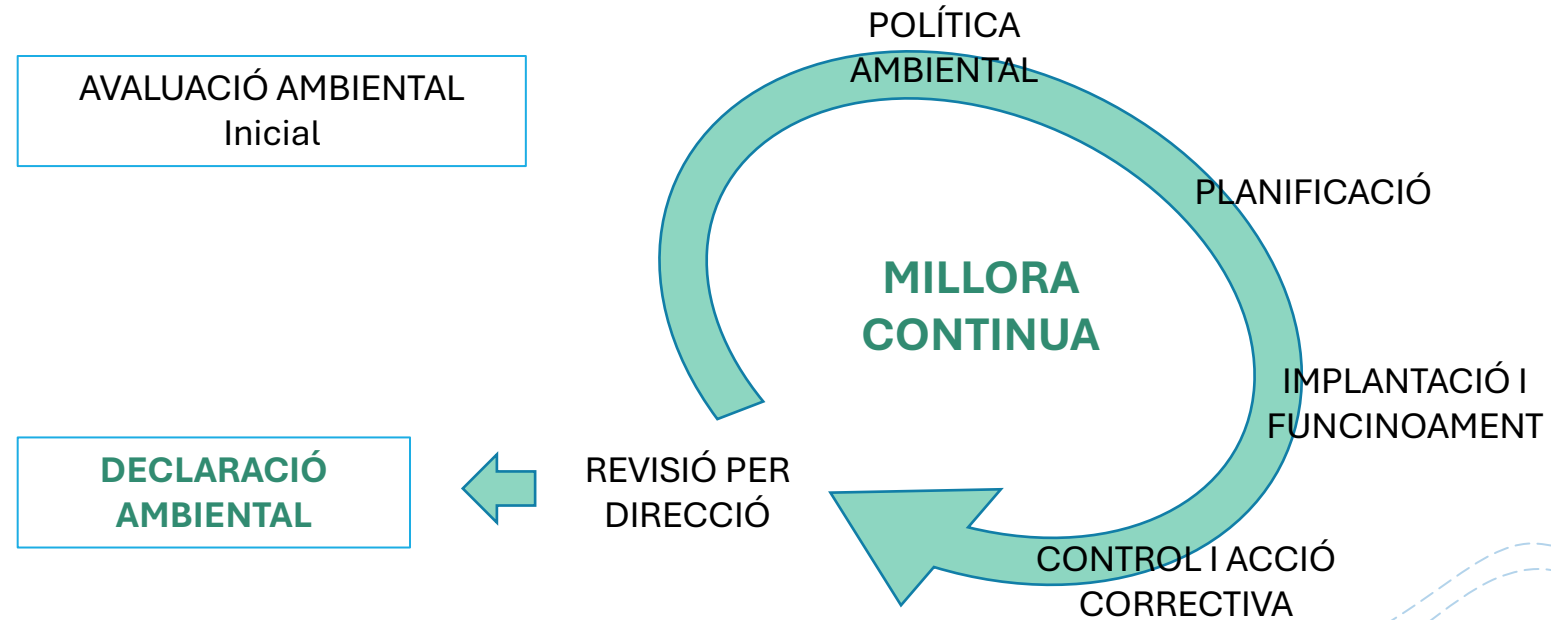 AVALUACIÓ AMBIENTAL
Inicial
POLÍTICA
AMBIENTAL
PLANIFICACIÓ
MILLORA
CONTINUA
IMPLANTACIÓ I
FUNCINOAMENT
CONTROL I ACCIÓ
CORRECTIVA
REVISIÓ PER
DIRECCIÓ
DECLARACIÓ
AMBIENTAL